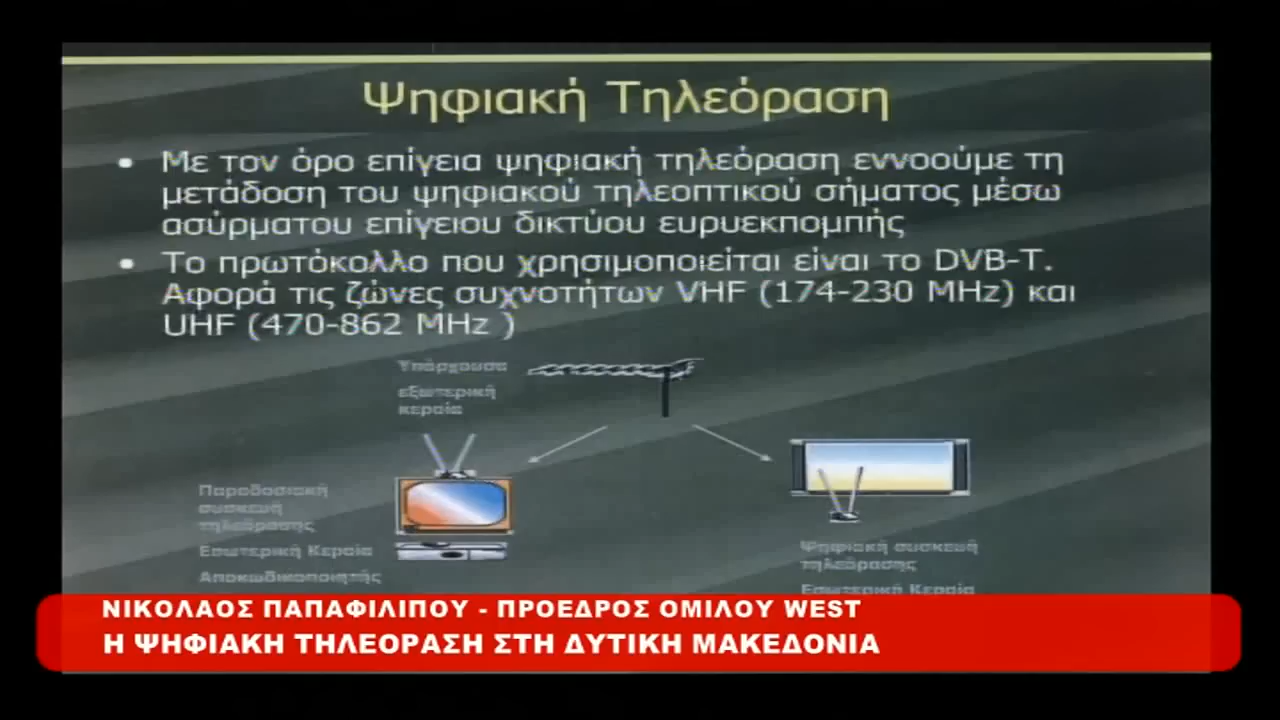 Ψηφιακή Τηλεόραση
• Με τον όρο επίγεια ψηφιακή τηλεόραση εννοούμε τη
μετάδοση του ψηφιακού τηλεοπτικού σήματος μέσω
ασύρματου επίγειου δικτύου ευρυεκπομπής
• Το πρωτόκολλο που χρησιμοποιείται είναι το DVB-T.
Αφορά τις ζώνες συχνοτήτων VHF (174-230 MHz) και
UHF (470-862 MHz )
Υπάρχουσα
εξωτερική
κεραία
Παραδοσιακή
συσκευή
τηλεόρασης
Εσωτερική Κεραία
Αποκωδικοποιητής
Ψηφιακή συσκευή
τηλεόρασης
Εσωτερική Κεραία
ΝΙΚΟΛΑΟΣ ΠΑΠΑΦΙΛΙΠΟΥ - ΠΡΟΕΔΡΟΣ ΟΜΙΛΟΥ WEST
Η ΨΗΦΙΑΚΗ ΤΗΛΕΟΡΑΣΗ ΣΤΗ ΔΥΤΙΚΗ ΜΑΚΕΔΟΝΙΑ